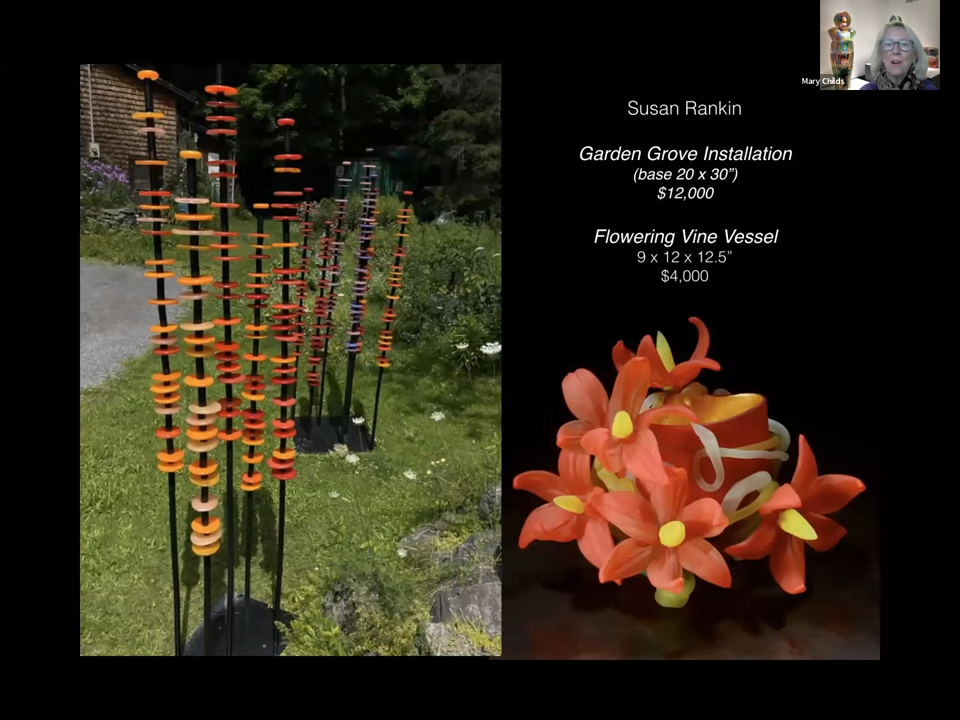 Mary Childs
Susan Rankin
Garden Grove Installation
(base 20 x 30")
$12,000
Flowering Vine Vessel
9 x 12 x 12.5"
$4,000